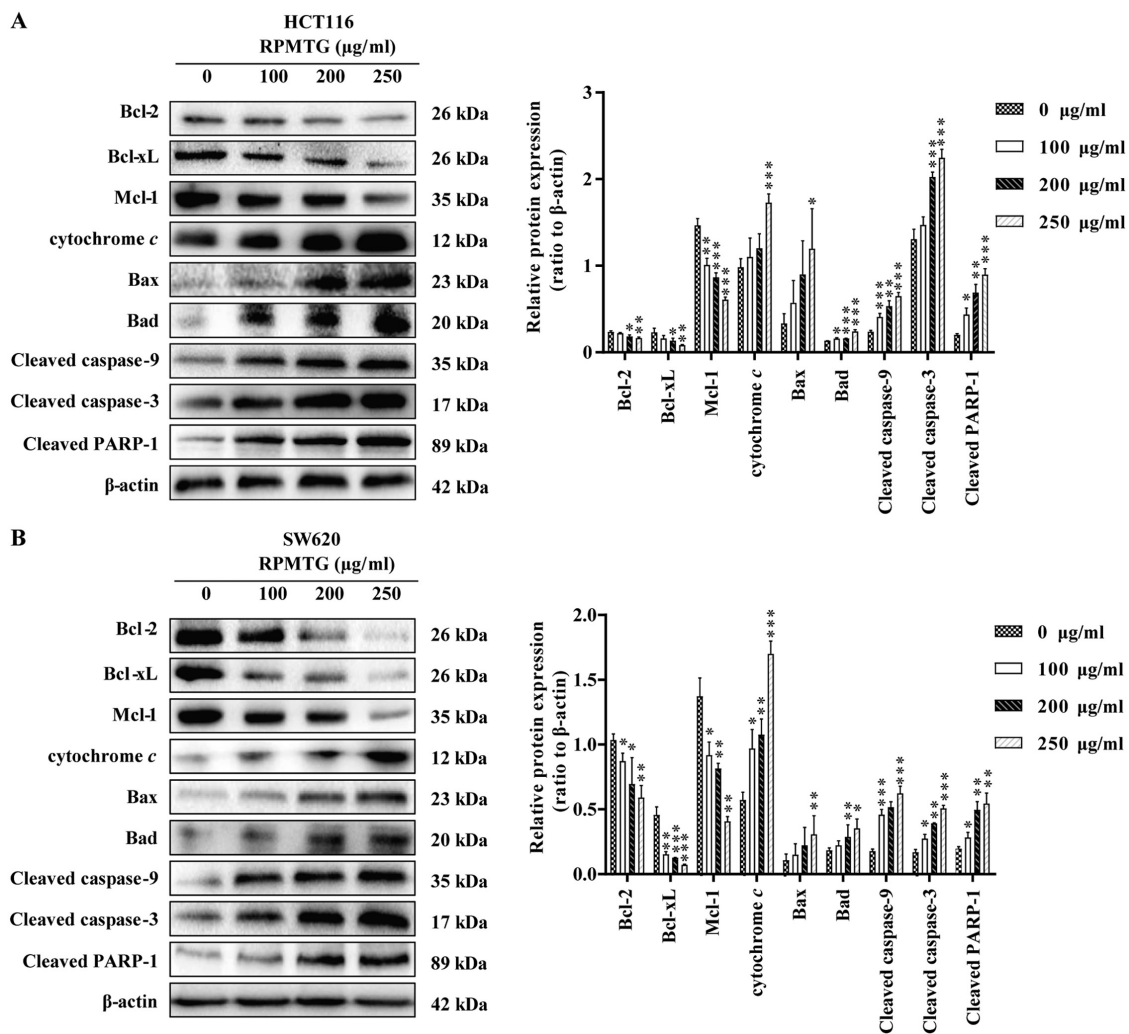 A
HCT116
RPMTG (μg/ml)
0 100 200 250
Bcl-2 26 kDa
Bcl-xL 26 kDa
Mcl-1 35 kDa
cytochrome c 12 kDa
Bax 23 kDa
Bad 20 kDa
Cleaved caspase-9 35 kDa
Cleaved caspase-3 17 kDa
Cleaved PARP-1 89 kDa
β-actin 42 kDa
Relative protein expression
(ratio to β-actin)
3
2
1
0
* ** * ** ** *** *** *** * * *** *** *** ** *** *** *** * ** ***
Bcl-2
Bcl-xL
Mcl-1
cytochrome c
Bax
Bad
Cleaved caspase-9
Cleaved caspase-3
Cleaved PARP-1
0 μg/ml
100 μg/ml
200 μg/ml
250 μg/ml
B
SW620
RPMTG (μg/ml)
0 100 200 250
Bcl-2 26 kDa
Bcl-xL 26 kDa
Mcl-1 35 kDa
cytochrome c 12 kDa
Bax 23 kDa
Bad 20 kDa
Cleaved caspase-9 35 kDa
Cleaved caspase-3 17 kDa
Cleaved PARP-1 89 kDa
β-actin 42 kDa
Relative protein expression
(ratio to β-actin)
2.0
1.5
1.0
0.5
0.0
* * ** ** *** *** * ** ** * ** *** ** ** ** *** ** *** * ** *** * ** **
Bcl-2
Bcl-xL
Mcl-1
cytochrome c
Bax
Bad
Cleaved caspase-9
Cleaved caspase-3
Cleaved PARP-1
0 μg/ml
100 μg/ml
200 μg/ml
250 μg/ml